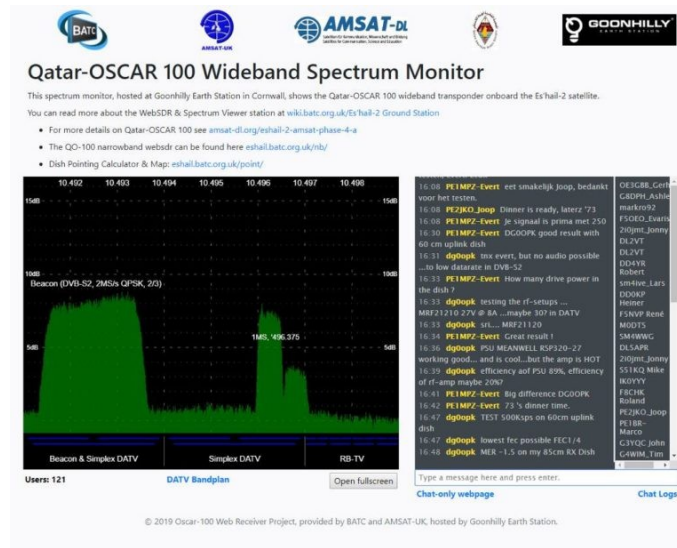 BATC
AMSAT-UK
AMSAT-DL
GOONHILLY
EARTH STATION
Qatar-OSCAR 100 Wideband Spectrum Monitor
This spectrum monitor, hosted at Goonhilly Earth Station in Cornwall, shows the Qatar-OSCAR 100 wideband transponder onboard the Es'hail-2 satellite.
You can read more about the WebSDR & Spectrum Viewer station at wiki.batc.org.uk/Es'hail-2 Ground Station
For more details on Qatar-OSCAR 100 see amsat-dl.org/eshail-2-amsat-phase-4-a
The QO-100 narrowband websdr can be found here eshail.batc.org.uk/nb/
Dish Pointing Calculator & Map: eshail.batc.org.uk/point/
10.492 10.493 10.494 10.495 10.496 10.497 10.498
15dB 15dB
10dB 10dB
Beacon (DVB-S2, 2MS/s QPSK, 2/3)
1MS, '496.375
5dB 5dB
Beacon & Simplex DATV Simplex DATV RB-TV
Users: 121 DATV Bandplan Open fullscreen
16:08 PE1MPZ-Evert eet smakelijk Joop, bedankt
voor het testen.
16:08 PE2JKO_Joop Dinner is ready, laterz '73
16:08 PE1MPZ-Evert Je signaal is prima met 250
16:30 PE1MPZ-Evert DG0OPK good result with
60 cm uplink dish
16:31 dg0opk tnx evert, but no audio possible
...to low datarate in DVB-S2
16:33 PE1MPZ-Evert How many drive power in
the dish ?
16:33 dg0opk testing the rf-setups ...
MRF21210 27V @ 8A ...maybe 30? in DATV
16:33 dg0opk sri.... MRF21120
16:34 PE1MPZ-Evert Great result !
16:36 dg0opk PSU MEANWELL RSP320-27
working good... and is cool...but the amp is HOT
16:39 dg0opk efficiency aof PSU 89%, efficiency
of rf-amp maybe 20%?
16:41 PE1MPZ-Evert Big difference DG0OPK
16:42 PE1MPZ-Evert 73 's dinner time.
16:47 dg0opk TEST 500Ksps on 60cm uplink
dish
16:47 dg0opk lowest fec possible FEC1/4
16:48 dg0opk MER -1.5 on my 85cm RX Dish
OE3GBB_Gerh
G8DPH_Ashle
markro92
F5OEO_Evaris
2i0jmt_Jonny
DL2VT
DL2VT
DD4YR
Robert
sm4ive_Lars
DD0KP
Heiner
F5NVP René
M0DTS
SM4WWG
DL5APR
2i0jmt_Jonny
S51KQ Mike
IK0YYY
F8CHK
Roland
PE2JKO_Joop
PE1BR-
Marco
G3YQC John
G4WIM_Tim
Type a message here and press enter.
Chat-only webpage Chat Logs
© 2019 Oscar-100 Web Receiver Project, provided by BATC and AMSAT-UK, hosted by Goonhilly Earth Station.